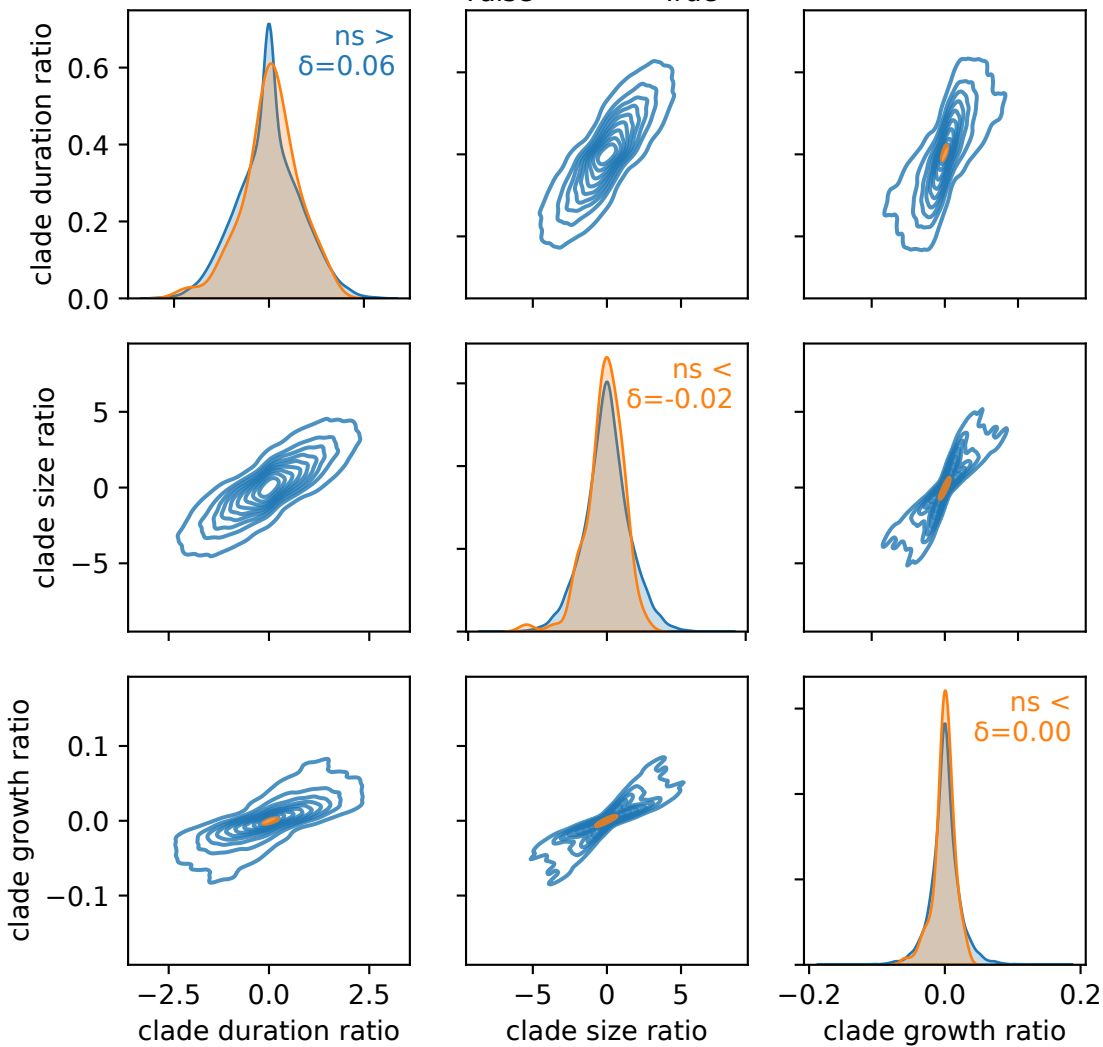 clade duration ratio
0.6
0.4
0.2
0.0
ns >
δ=0.06
clade size ratio
5
0
−5
ns <
δ=-0.02
clade growth ratio
0.1
0.0
−0.1
ns <
δ=0.00
−2.5 0.0 2.5
−5 0 5
−0.2 0.0 0.2
clade duration ratio
clade size ratio
clade growth ratio